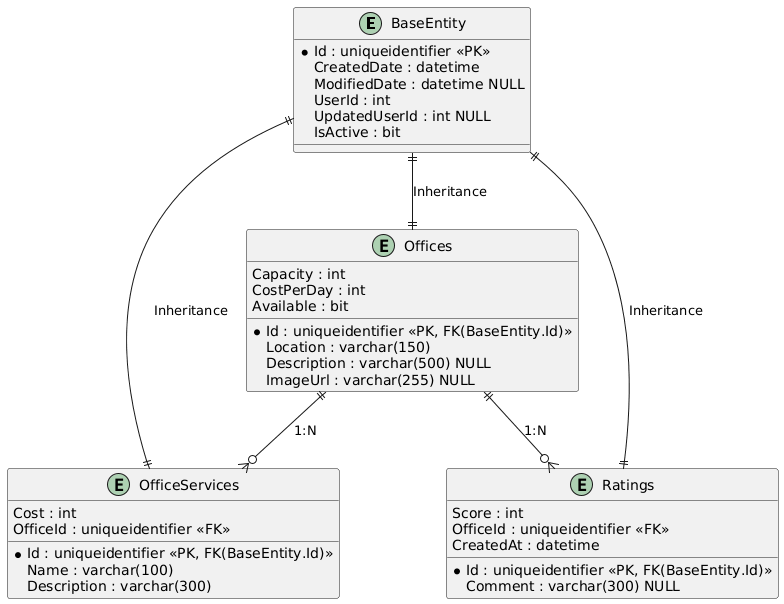 E BaseEntity
Id : uniqueidentifier «PK»
CreatedDate : datetime
ModifiedDate : datetime NULL
UserId : int
UpdatedUserId : int NULL
IsActive : bit
Inheritance
E Offices
Capacity : int
CostPerDay : int
Available : bit
Id : uniqueidentifier «PK, FK(BaseEntity.Id)»
Location : varchar(150)
Description : varchar(500) NULL
ImageUrl : varchar(255) NULL
Inheritance
Inheritance
1:N
1:N
E OfficeServices
Cost : int
OfficeId : uniqueidentifier «FK»
Id : uniqueidentifier «PK, FK(BaseEntity.Id)»
Name : varchar(100)
Description : varchar(300)
E Ratings
Score : int
OfficeId : uniqueidentifier «FK»
CreatedAt : datetime
Id : uniqueidentifier «PK, FK(BaseEntity.Id)»
Comment : varchar(300) NULL